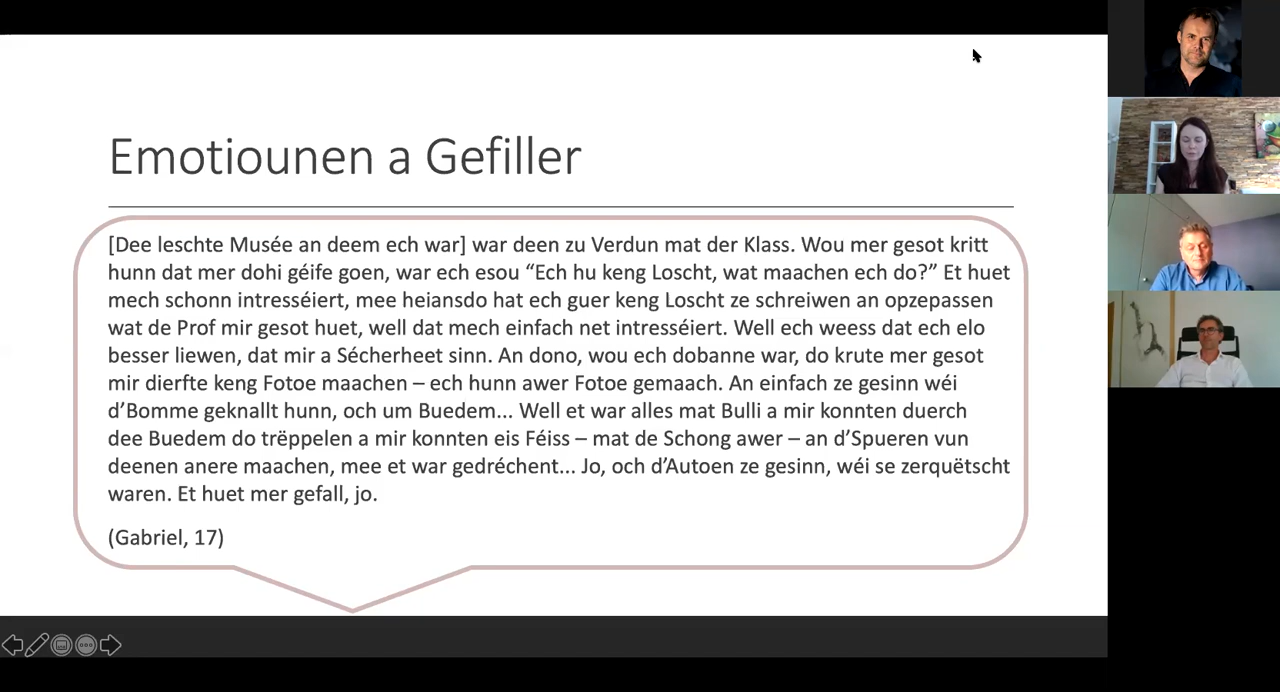 Emotiounen a Gefiller
[Dee leschte Musée an deem ech war] war deen zu Verdun mat der Klass. Wou mer gesot kritt
hunn dat mer dohi géife goen, war ech esou “Ech hu keng Loscht, wat maachen ech do?” Et huet
mech schonn intresséiert, mee heiansdo hat ech guer keng Loscht ze schreiwen an opzepassen
wat de Prof mir gesot huet, well dat mech einfach net intresséiert. Well ech weess dat ech elo
besser liewen, dat mir a Sécherheet sinn. An dono, wou ech dobanne war, do krute mer gesot
mir dierfte keng Fotoe maachen – ech hunn awer Fotoe gemaach. An einfach ze gesinn wéi
d’Bomme geknallt hunn, och um Buedem... Well et war alles mat Bulli a mir konnten duerch
dee Buedem do trëppelen a mir konnten eis Féiss – mat de Schong awer – an d’Spueren vun
deenen anere maachen, mee et war gedréchent... Jo, och d’Autoen ze gesinn, wéi se zerquëtscht
waren. Et huet mer gefall, jo.
(Gabriel, 17)